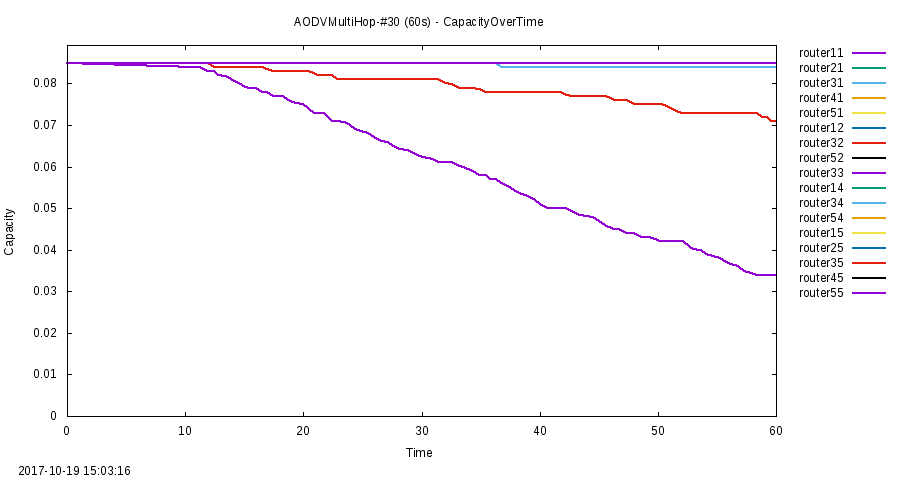 AODVMultiHop-#30 (60s) - CapacityOverTime
router11
router21
router31
router41
router51
router12
router32
router52
router33
router14
router34
router54
router15
router25
router35
router45
router55
Capacity
0.08
0.07
0.06
0.05
0.04
0.03
0.02
0.01
0
0 10 20 30 40 50 60
Time
2017-10-19 15:03:16